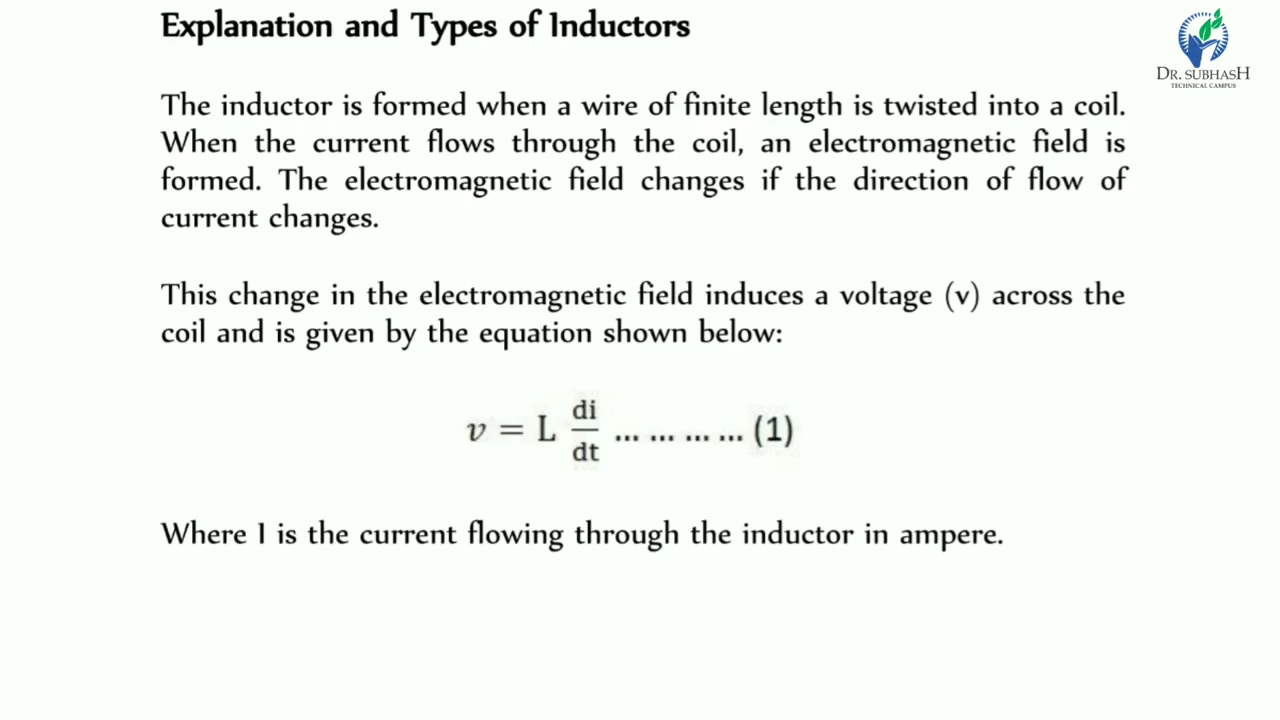 Explanation and Types of Inductors
DR. SUBHASH
TECHNICAL CAMPUS
The inductor is formed when a wire of finite length is twisted into a coil.
When the current flows through the coil, an electromagnetic field is
formed. The electromagnetic field changes if the direction of flow of
current changes.
This change in the electromagnetic field induces a voltage (v) across the
coil and is given by the equation shown below:
v = L di/dt ... ... ... ... (1)
Where I is the current flowing through the inductor in ampere.